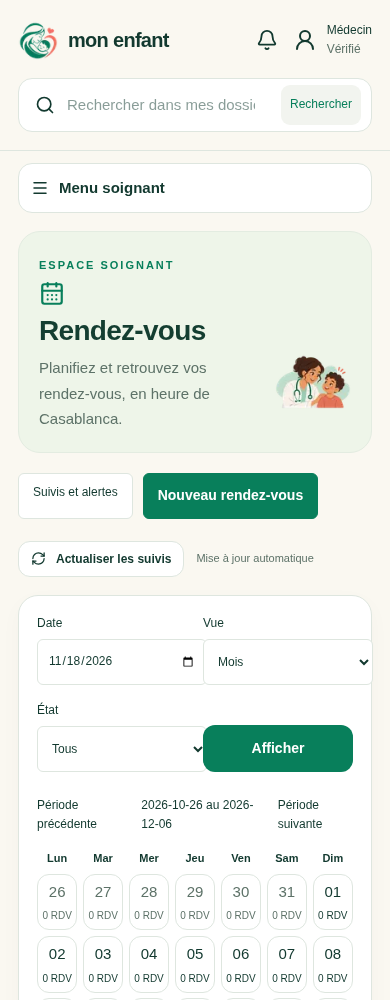 mon enfant
Médecin
Vérifié
Rechercher dans mes dossie
Rechercher
Menu soignant
ESPACE SOIGNANT
Rendez-vous
Planifiez et retrouvez vos
rendez-vous, en heure de
Casablanca.
Suivis et alertes
Nouveau rendez-vous
Actualiser les suivis
Mise à jour automatique
Date
Vue
11/18/2026
Mois
État
Tous
Afficher
Période
précédente
2026-10-26 au 2026-
12-06
Période
suivante
Lun Mar Mer Jeu Ven Sam Dim
26 27 28 29 30 31 01
0 RDV 0 RDV 0 RDV 0 RDV 0 RDV 0 RDV 0 RDV
02 03 04 05 06 07 08
0 RDV 0 RDV 0 RDV 0 RDV 0 RDV 0 RDV 0 RDV